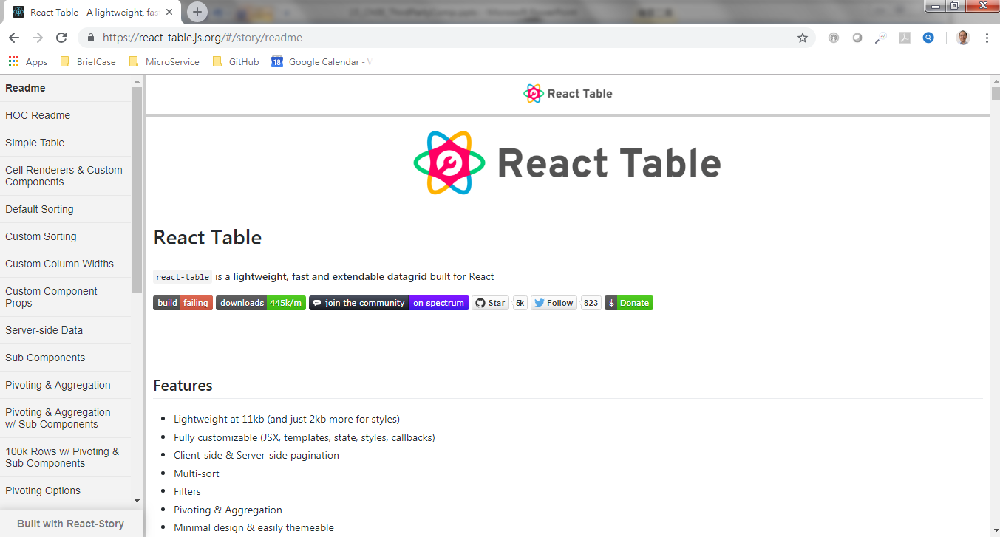 React Table - A lightweight, fas
https://react-table.js.org/#/story/readme
Apps
BriefCase
MicroService
GitHub
18
Google Calendar -
Readme
HOC Readme
Simple Table
Cell Renderers & Custom
Components
Default Sorting
Custom Sorting
Custom Column Widths
Custom Component
Props
Server-side Data
Sub Components
Pivoting & Aggregation
Pivoting & Aggregation
w/ Sub Components
100k Rows w/ Pivoting &
Sub Components
Pivoting Options
Built with React-Story
React Table
React Table
React Table
react-table is a lightweight, fast and extendable datagrid built for React
build failing downloads 445k/m join the community on spectrum Star 5k Follow 823 $ Donate
Features
• Lightweight at 11kb (and just 2kb more for styles)
• Fully customizable (JSX, templates, state, styles, callbacks)
• Client-side & Server-side pagination
• Multi-sort
• Filters
• Pivoting & Aggregation
• Minimal design & easily themeable